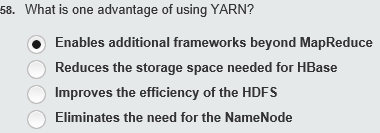 58. What is one advantage of using YARN?
Enables additional frameworks beyond MapReduce
Reduces the storage space needed for HBase
Improves the efficiency of the HDFS
Eliminates the need for the NameNode